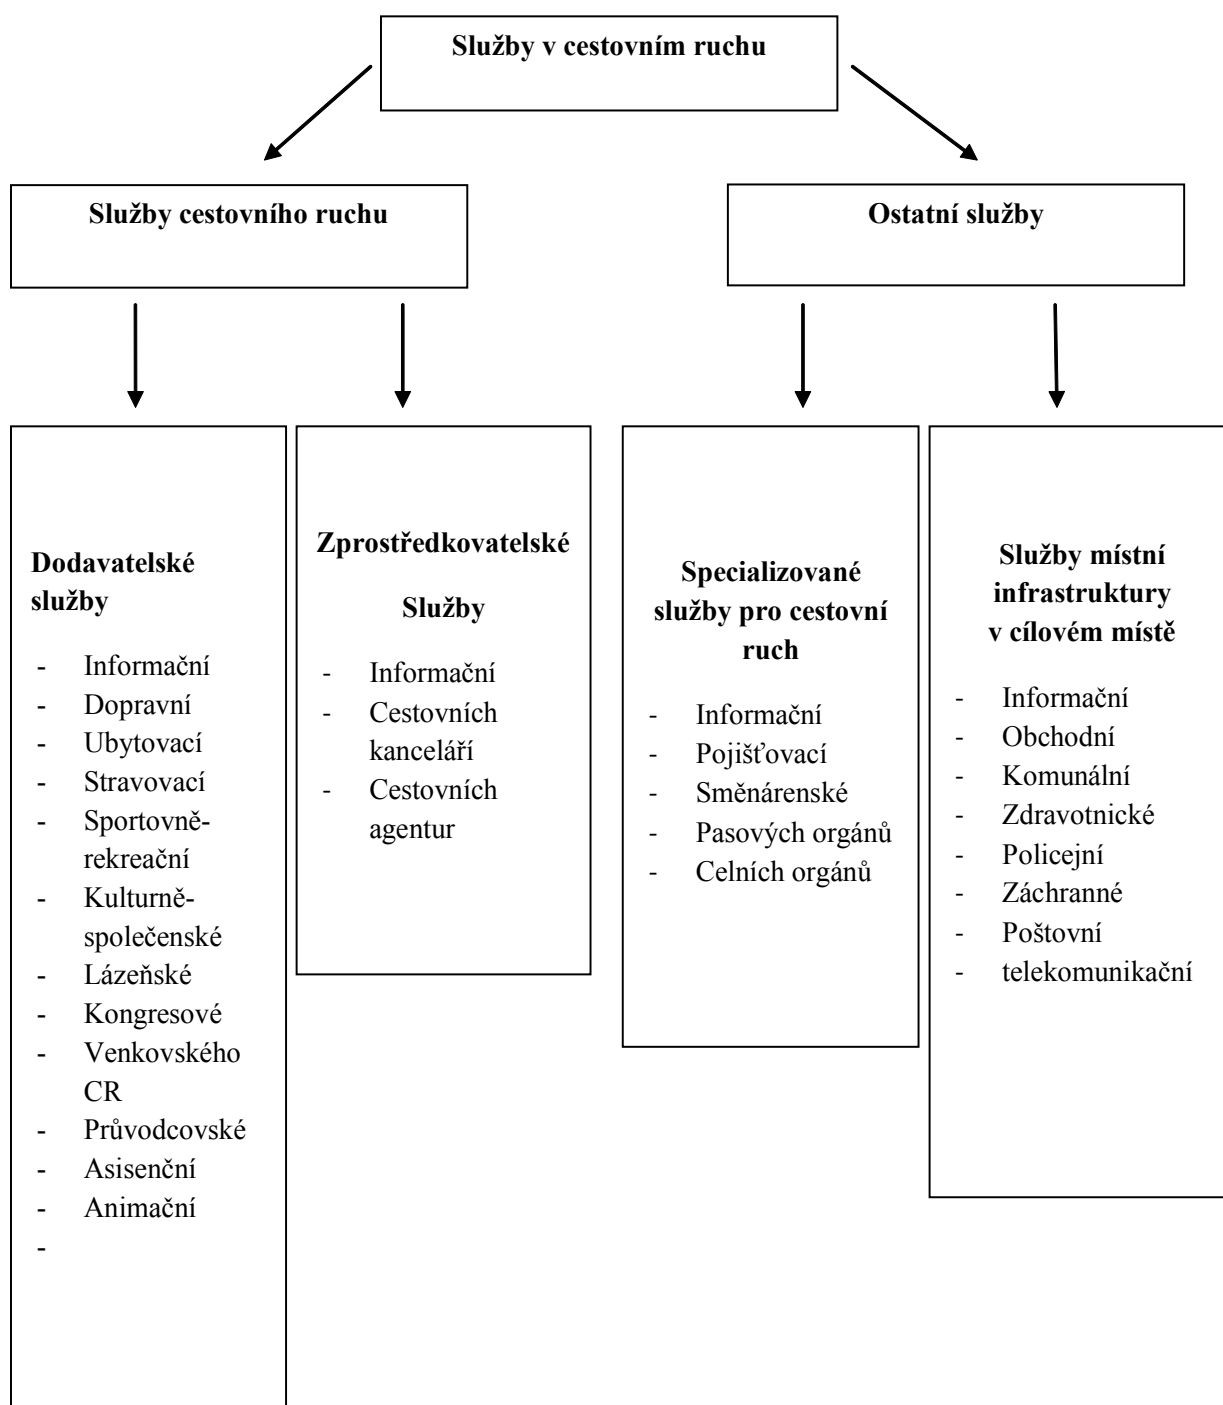 Služby v cestovním ruchu
Služby cestovního ruchu
Ostatní služby
Dodavatelské
služby
- Informační
- Dopravní
- Ubytovací
- Stravovací
- Sportovně-
rekreační
- Kulturně-
společenské
- Lázeňské
- Kongresové
- Venkovského
CR
- Průvodcovské
- Asisenční
- Animační
-
Zprostředkovatelské
Služby
- Informační
- Cestovních
kanceláří
- Cestovních
agentur
Specializované
služby pro cestovní
ruch
- Informační
- Pojišťovací
- Směnárenské
- Pasových orgánů
- Celních orgánů
Služby místní
infrastruktury
v cílovém místě
- Informační
- Obchodní
- Komunální
- Zdravotnické
- Policejní
- Záchranné
- Poštovní
- telekomunikační